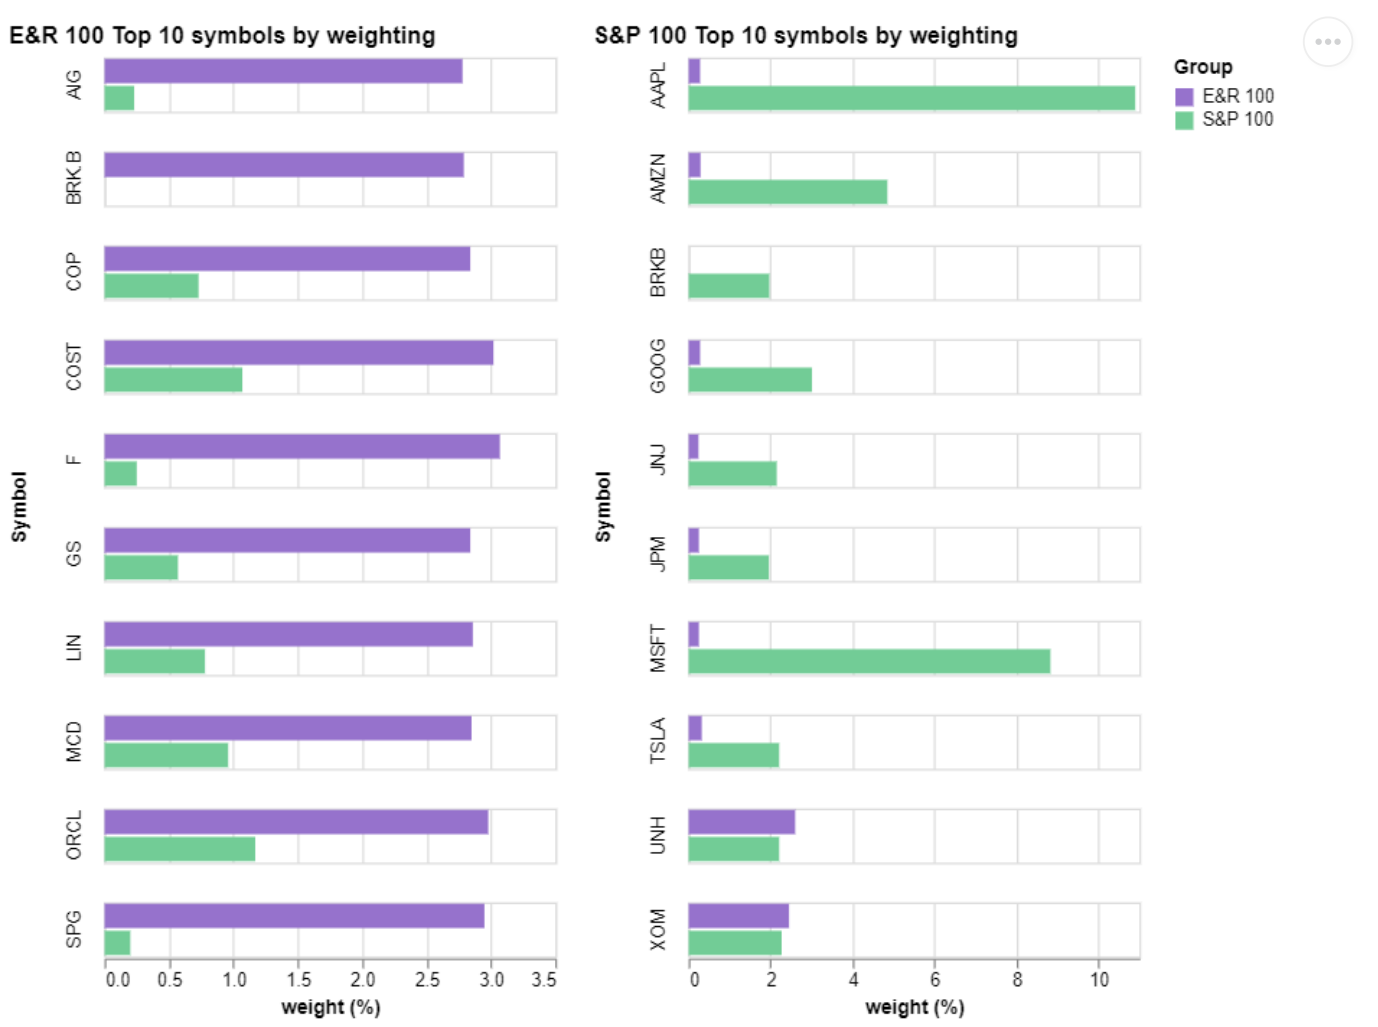 E&R 100 Top 10 symbols by weighting
Symbol
AIG
BRK.B
COP
COST
F
GS
LIN
MCD
ORCL
SPG
0.0 0.5 1.0 1.5 2.0 2.5 3.0 3.5
weight (%)
S&P 100 Top 10 symbols by weighting
Symbol
AAPL
AMZN
BRKB
GOOG
JNJ
JPM
MSFT
TSLA
UNH
XOM
0 2 4 6 8 10
weight (%)
Group
E&R 100
S&P 100